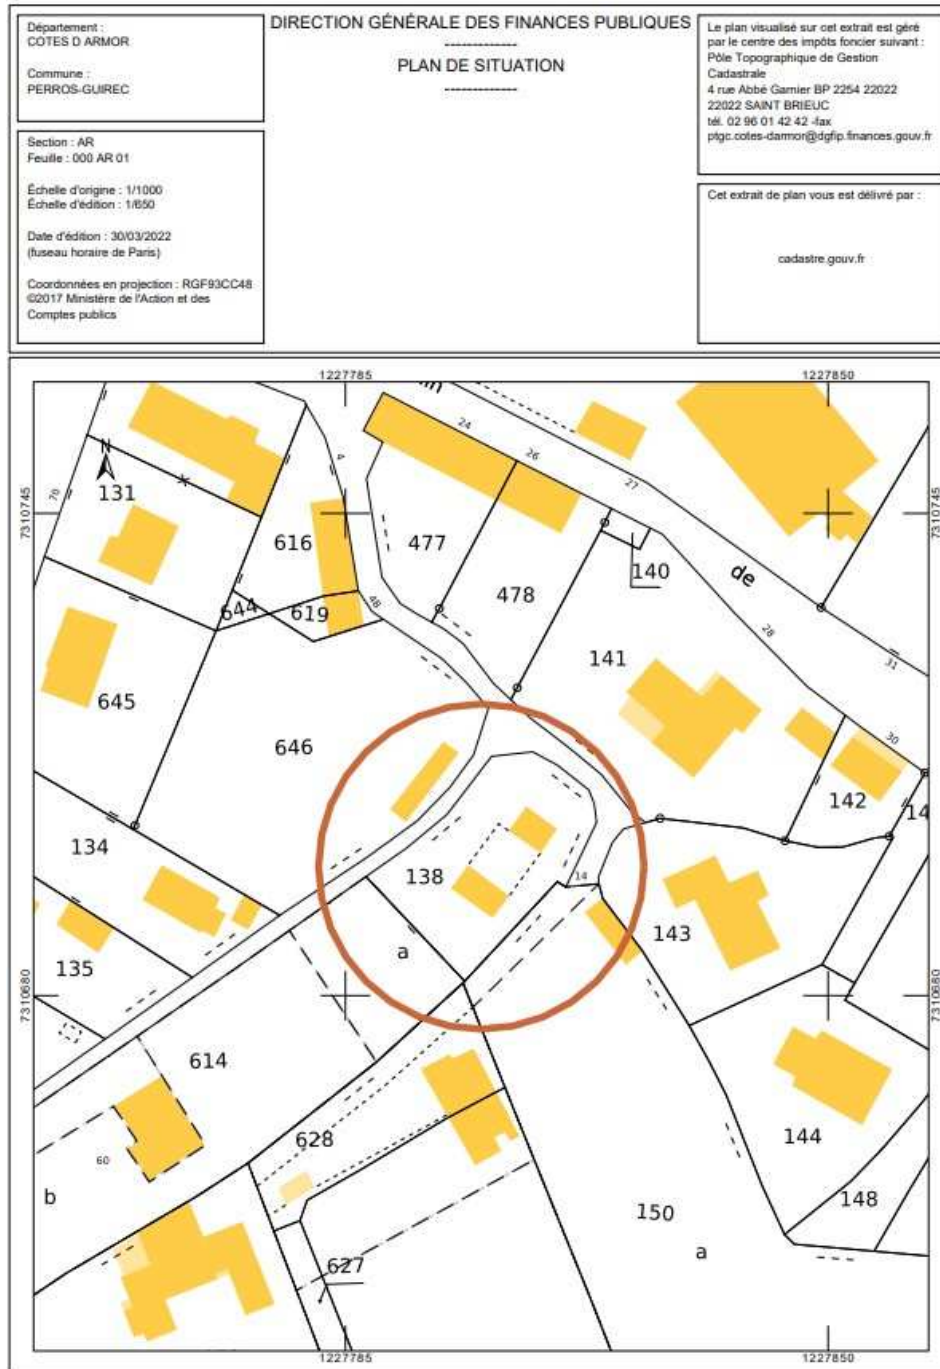 Département :
COTES D ARMOR
Commune :
PERROS-GUIREC
Section : AR
Feuille : 000 AR 01
Échelle d'origine : 1/1000
Échelle d'édition : 1/650
Date d'édition : 30/03/2022
(fuseau horaire de Paris)
Coordonnées en projection : RGF93CC48
©2017 Ministère de l'Action et des
Comptes publics
DIRECTION GÉNÉRALE DES FINANCES PUBLIQUES
-------------
PLAN DE SITUATION
-------------
Le plan visualisé sur cet extrait est géré
par le centre des impôts foncier suivant :
Pôle Topographique de Gestion
Cadastrale
4 rue Abbé Garnier BP 2254 22022
22022 SAINT BRIEUC
tél. 02 96 01 42 42 -fax
ptgc.cotes-darmor@dgfip.finances.gouv.fr
Cet extrait de plan vous est délivré par :
cadastre.gouv.fr
1227785
1227850
24
26
27
4
N
131
70
7310745
7310745
616
477
140
de
478
644
619
48
28
141
31
645
646
30
142
14
134
138
14
143
a
135
7310680
7310680
614
628
144
60
148
b
150
a
627
1227785
1227850